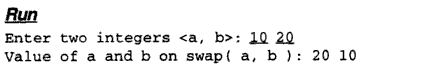 Run
Enter two integers <a, b>: 10 20
Value of a and b on swap( a, b ): 20 10